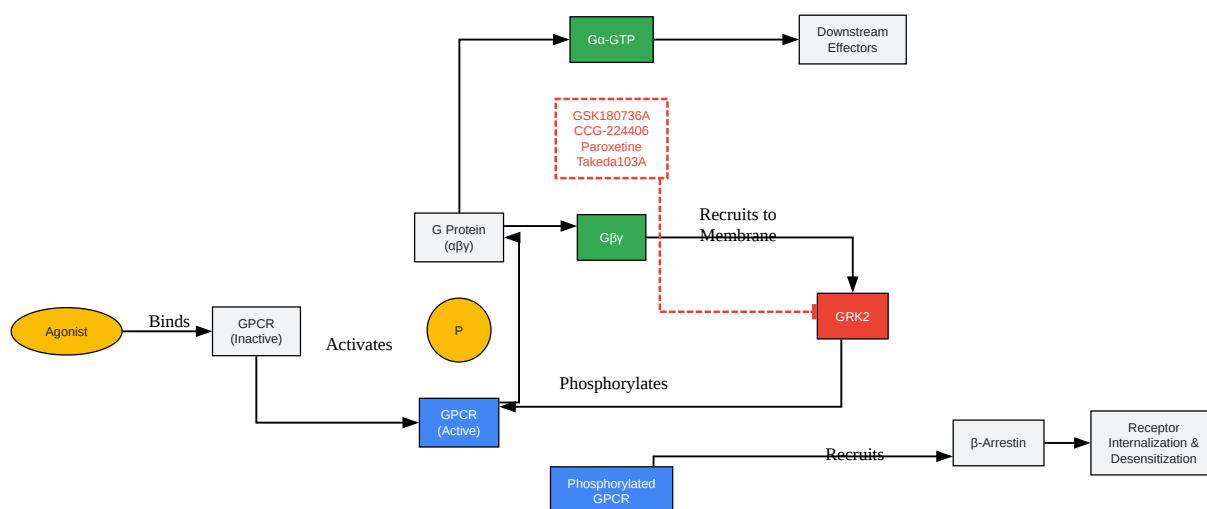 Gα-GTP
Downstream
Effectors
GSK180736A
CCG-224406
Paroxetine
Takeda103A
G Protein
(αβγ)
Gβγ
Recruits to
Membrane
Agonist
Binds
GPCR
(Inactive)
Activates
P
GRK2
Phosphorylates
GPCR
(Active)
Phosphorylated
GPCR
Recruits
β-Arrestin
Receptor
Internalization &
Desensitization